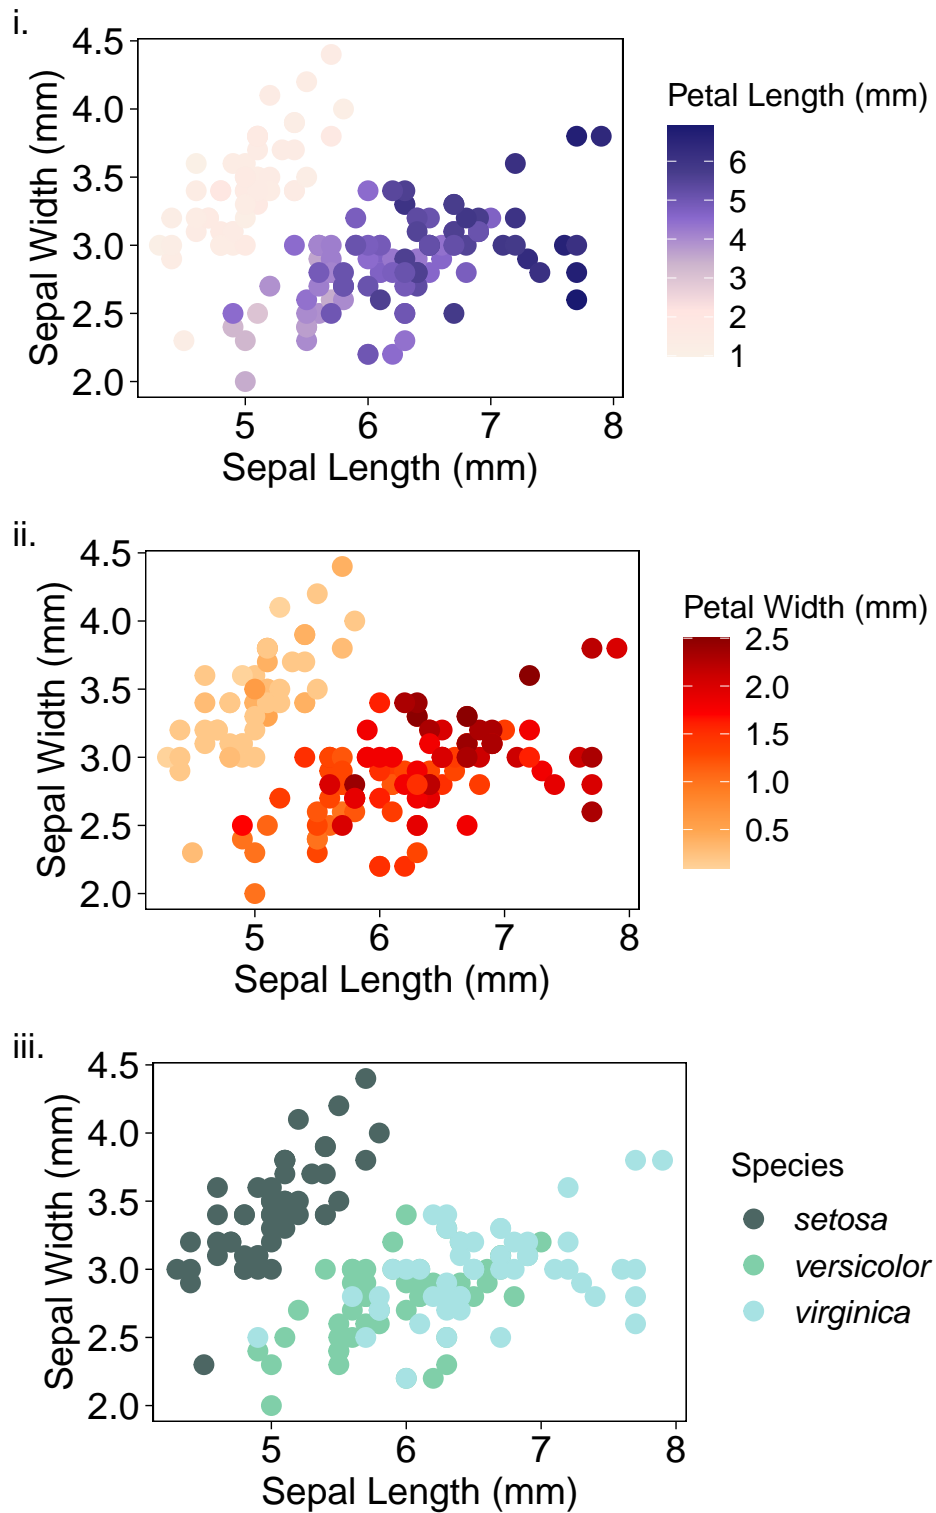 i.
4.5
4.0
3.5
3.0
2.5
2.0
Sepal Width (mm)
5 6 7 8
Sepal Length (mm)
Petal Length (mm)
6
5
4
3
2
1
ii.
4.5
4.0
3.5
3.0
2.5
2.0
Sepal Width (mm)
5 6 7 8
Sepal Length (mm)
Petal Width (mm)
2.5
2.0
1.5
1.0
0.5
iii.
4.5
4.0
3.5
3.0
2.5
2.0
Sepal Width (mm)
5 6 7 8
Sepal Length (mm)
Species
setosa
versicolor
virginica